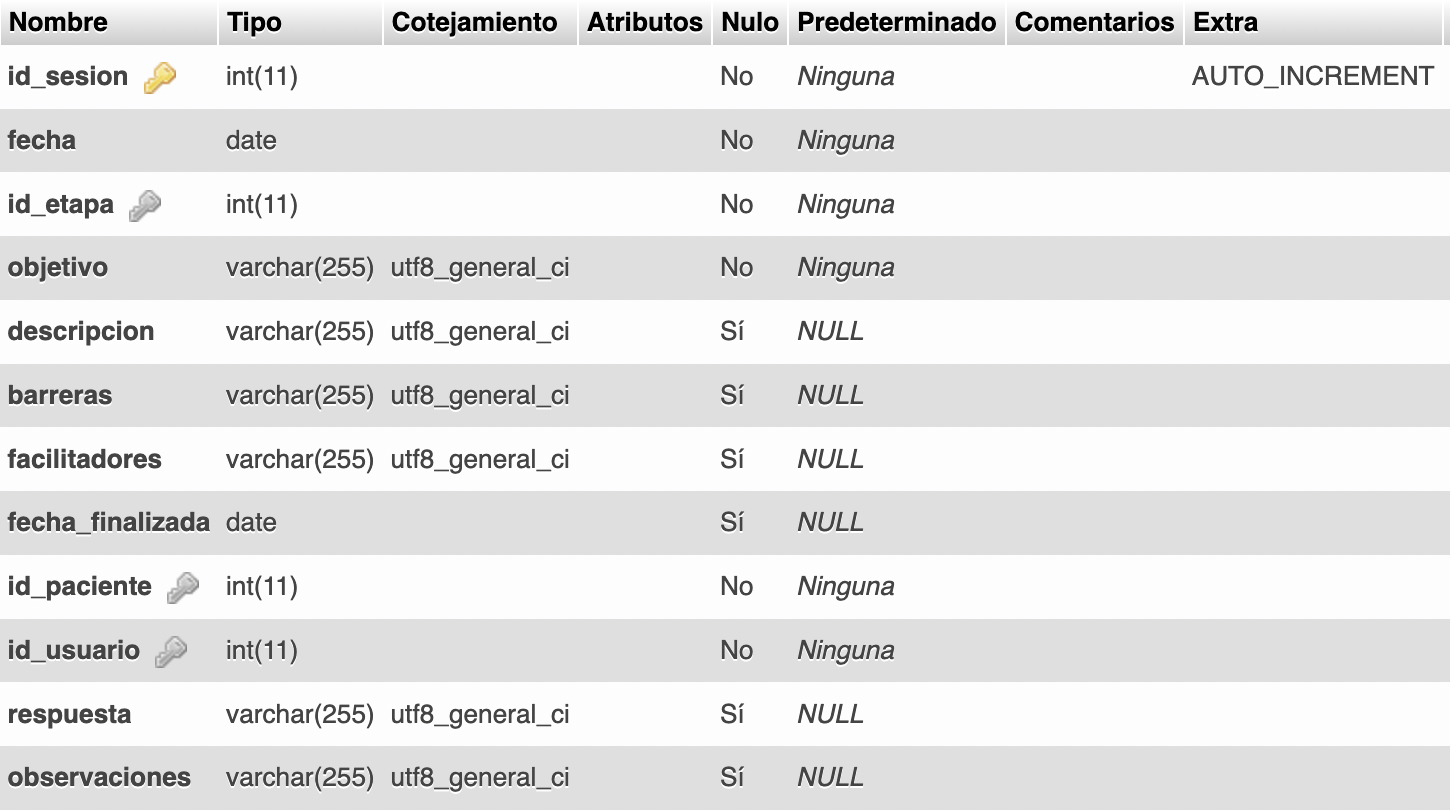 Nombre Tipo Cotejamiento Atributos Nulo Predeterminado Comentarios Extra
id_sesion int(11) No Ninguna AUTO_INCREMENT
fecha date No Ninguna
id_etapa int(11) No Ninguna
objetivo varchar(255) utf8_general_ci No Ninguna
descripcion varchar(255) utf8_general_ci Sí NULL
barreras varchar(255) utf8_general_ci Sí NULL
facilitadores varchar(255) utf8_general_ci Sí NULL
fecha_finalizada date Sí NULL
id_paciente int(11) No Ninguna
id_usuario int(11) No Ninguna
respuesta varchar(255) utf8_general_ci Sí NULL
observaciones varchar(255) utf8_general_ci Sí NULL